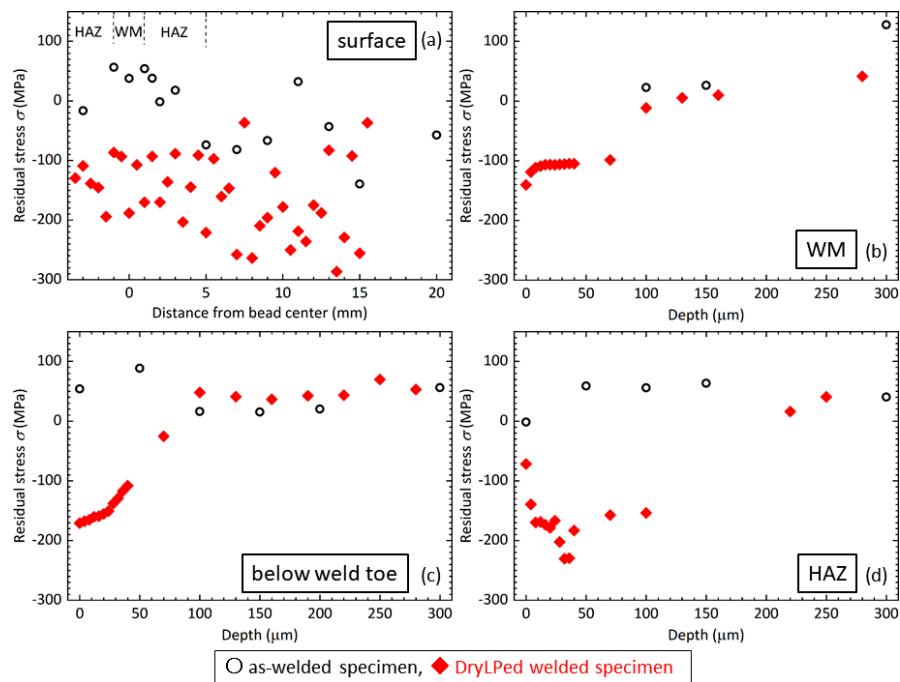 HAZ WM HAZ
surface (a)
100
0
-100
-200
-300
Residual stress σ (MPa)
0 5 10 15 20
Distance from bead center (mm)
100
0
-100
-200
-300
Residual stress σ (MPa)
WM (b)
0 50 100 150 200 250 300
Depth (μm)
100
0
-100
-200
-300
Residual stress σ (MPa)
below weld toe (c)
0 50 100 150 200 250 300
Depth (μm)
100
0
-100
-200
-300
Residual stress σ (MPa)
HAZ (d)
0 50 100 150 200 250 300
Depth (μm)
as-welded specimen, DryLPed welded specimen